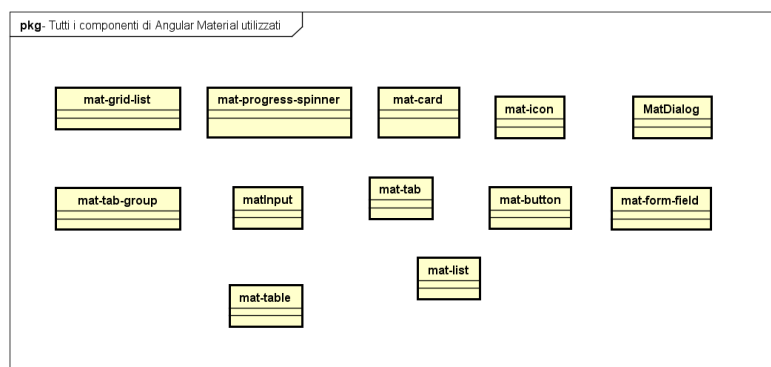 pkg- Tutti i componenti di Angular Material utilizzati
mat-grid-list
mat-progress-spinner
mat-card
mat-icon
MatDialog
mat-tab-group
matInput
mat-tab
mat-button
mat-form-field
mat-table
mat-list